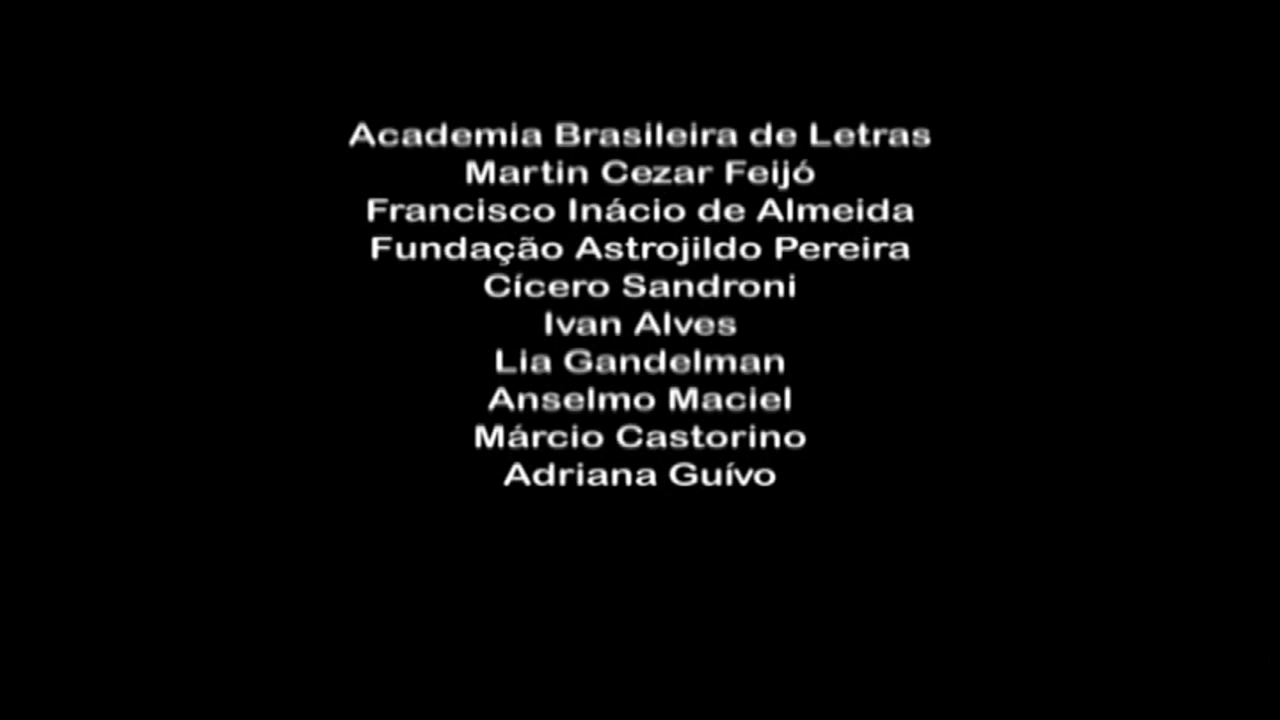 Academia Brasileira de Letras
Martin Cezar Feijó
Francisco Inácio de Almeida
Fundação Astrojildo Pereira
Cícero Sandroni
Ivan Alves
Lia Gandelman
Anselmo Maciel
Márcio Castorino
Adriana Guívo